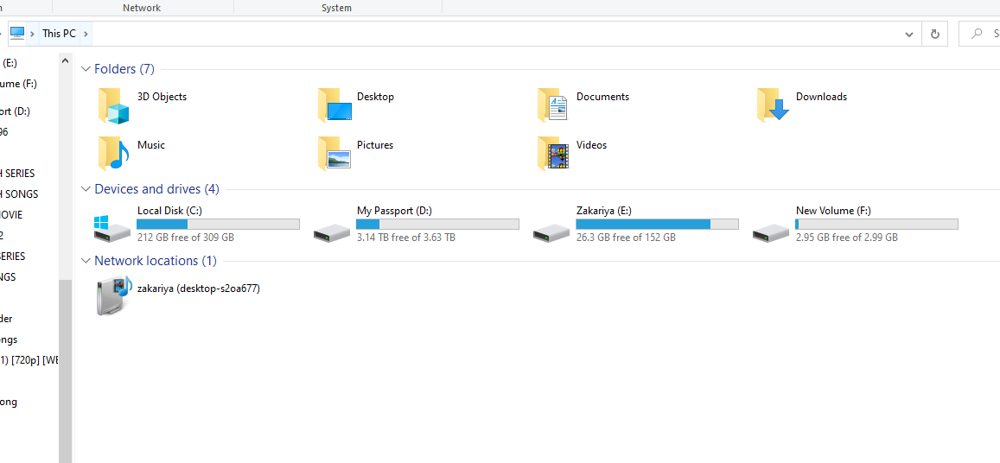 Network
System
This PC
(E:)
ume (F:)
ort (D:)
96
H SERIES
H SONGS
MOVIE
2
SERIES
NGS
der
ongs
1) [720p] [WE
ong
Folders (7)
3D Objects
Desktop
Documents
Downloads
Music
Pictures
Videos
Devices and drives (4)
Local Disk (C:)
212 GB free of 309 GB
My Passport (D:)
3.14 TB free of 3.63 TB
Zakariya (E:)
26.3 GB free of 152 GB
New Volume (F:)
2.95 GB free of 2.99 GB
Network locations (1)
zakariya (desktop-s2oa677)